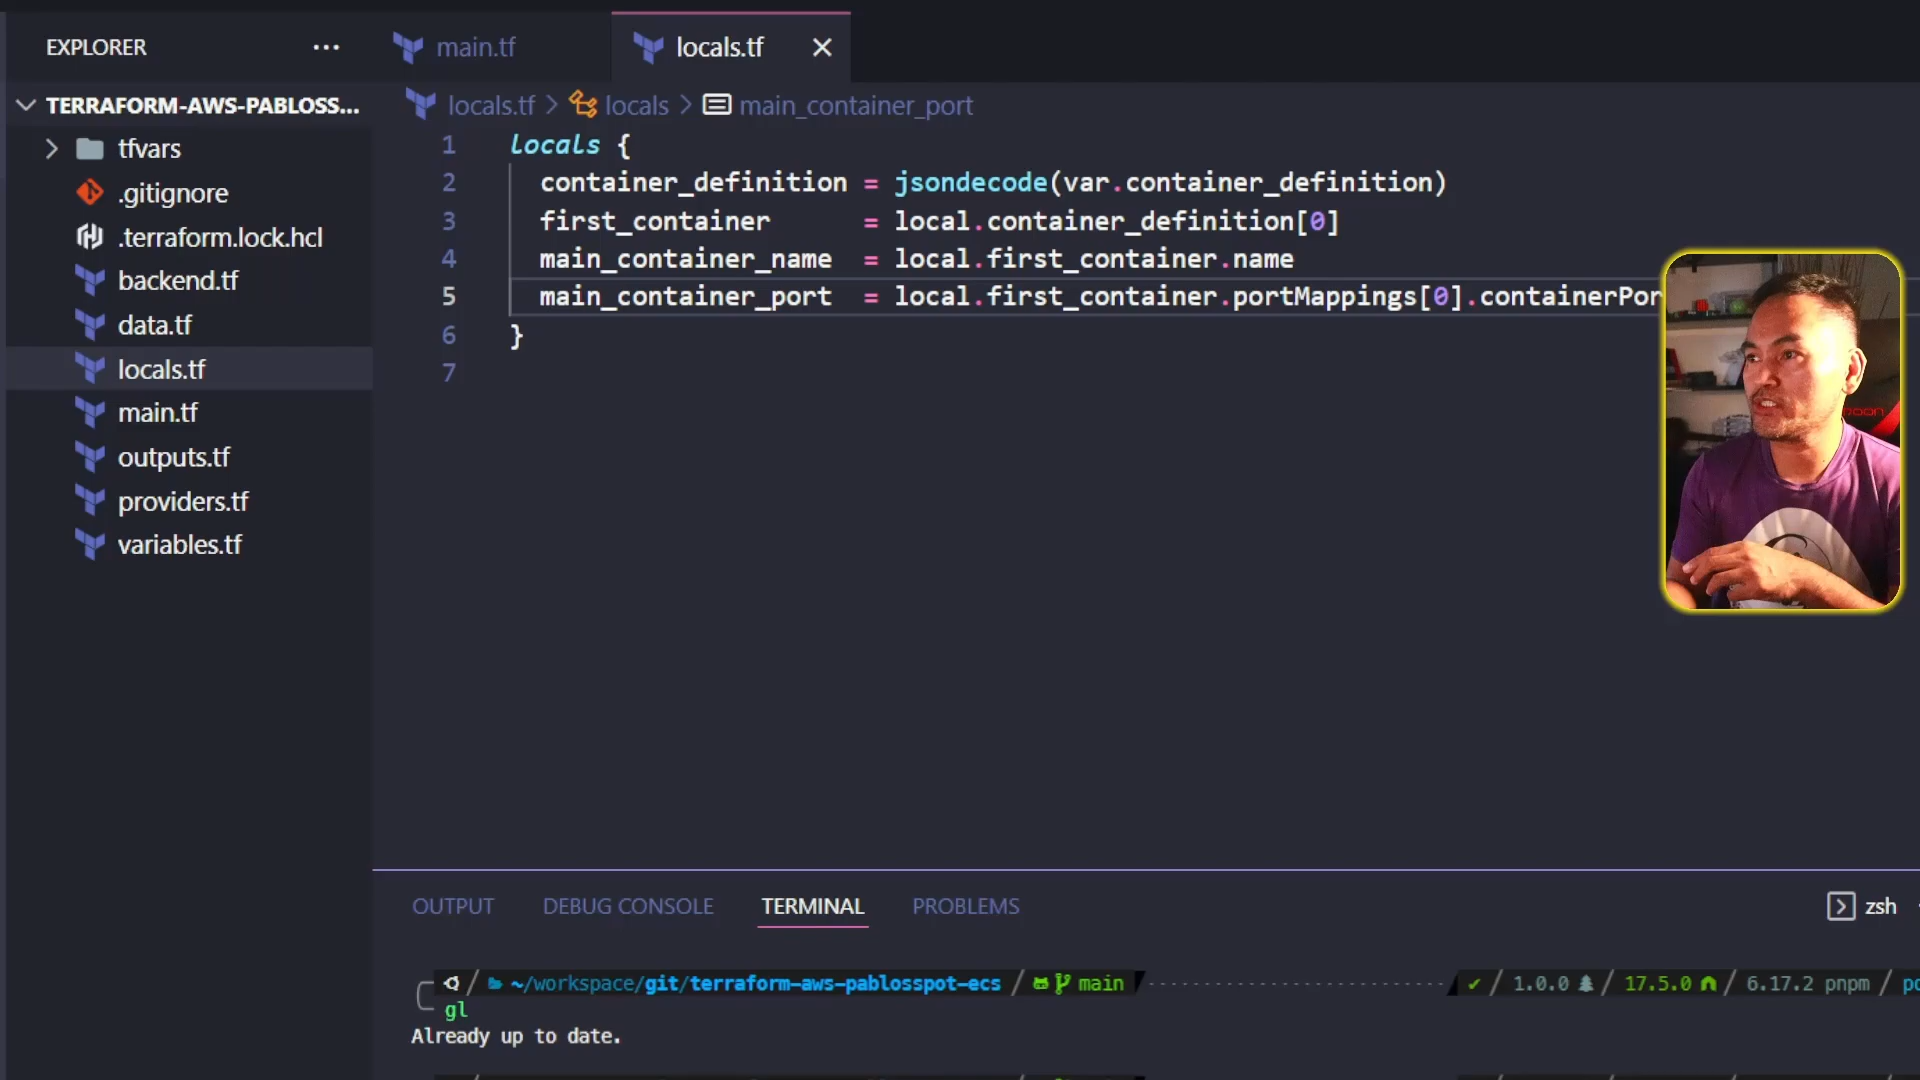 EXPLORER
main.tf
locals.tf
TERRAFORM-AWS-PABLOSS...
locals.tf > locals > main_container_port
tfvars
.gitignore
.terraform.lock.hcl
backend.tf
data.tf
locals.tf
main.tf
outputs.tf
providers.tf
variables.tf
1 locals {
2 container_definition = jsondecode(var.container_definition)
3 first_container = local.container_definition[0]
4 main_container_name = local.first_container.name
5 main_container_port = local.first_container.portMappings[0].containerPor
6 }
7
OUTPUT DEBUG CONSOLE TERMINAL PROBLEMS zsh
~/workspace/git/terraform-aws-pablosspot-ecs / main ✔ / 1.0.0 / 17.5.0 / 6.17.2 pnpm /
gl
Already up to date.